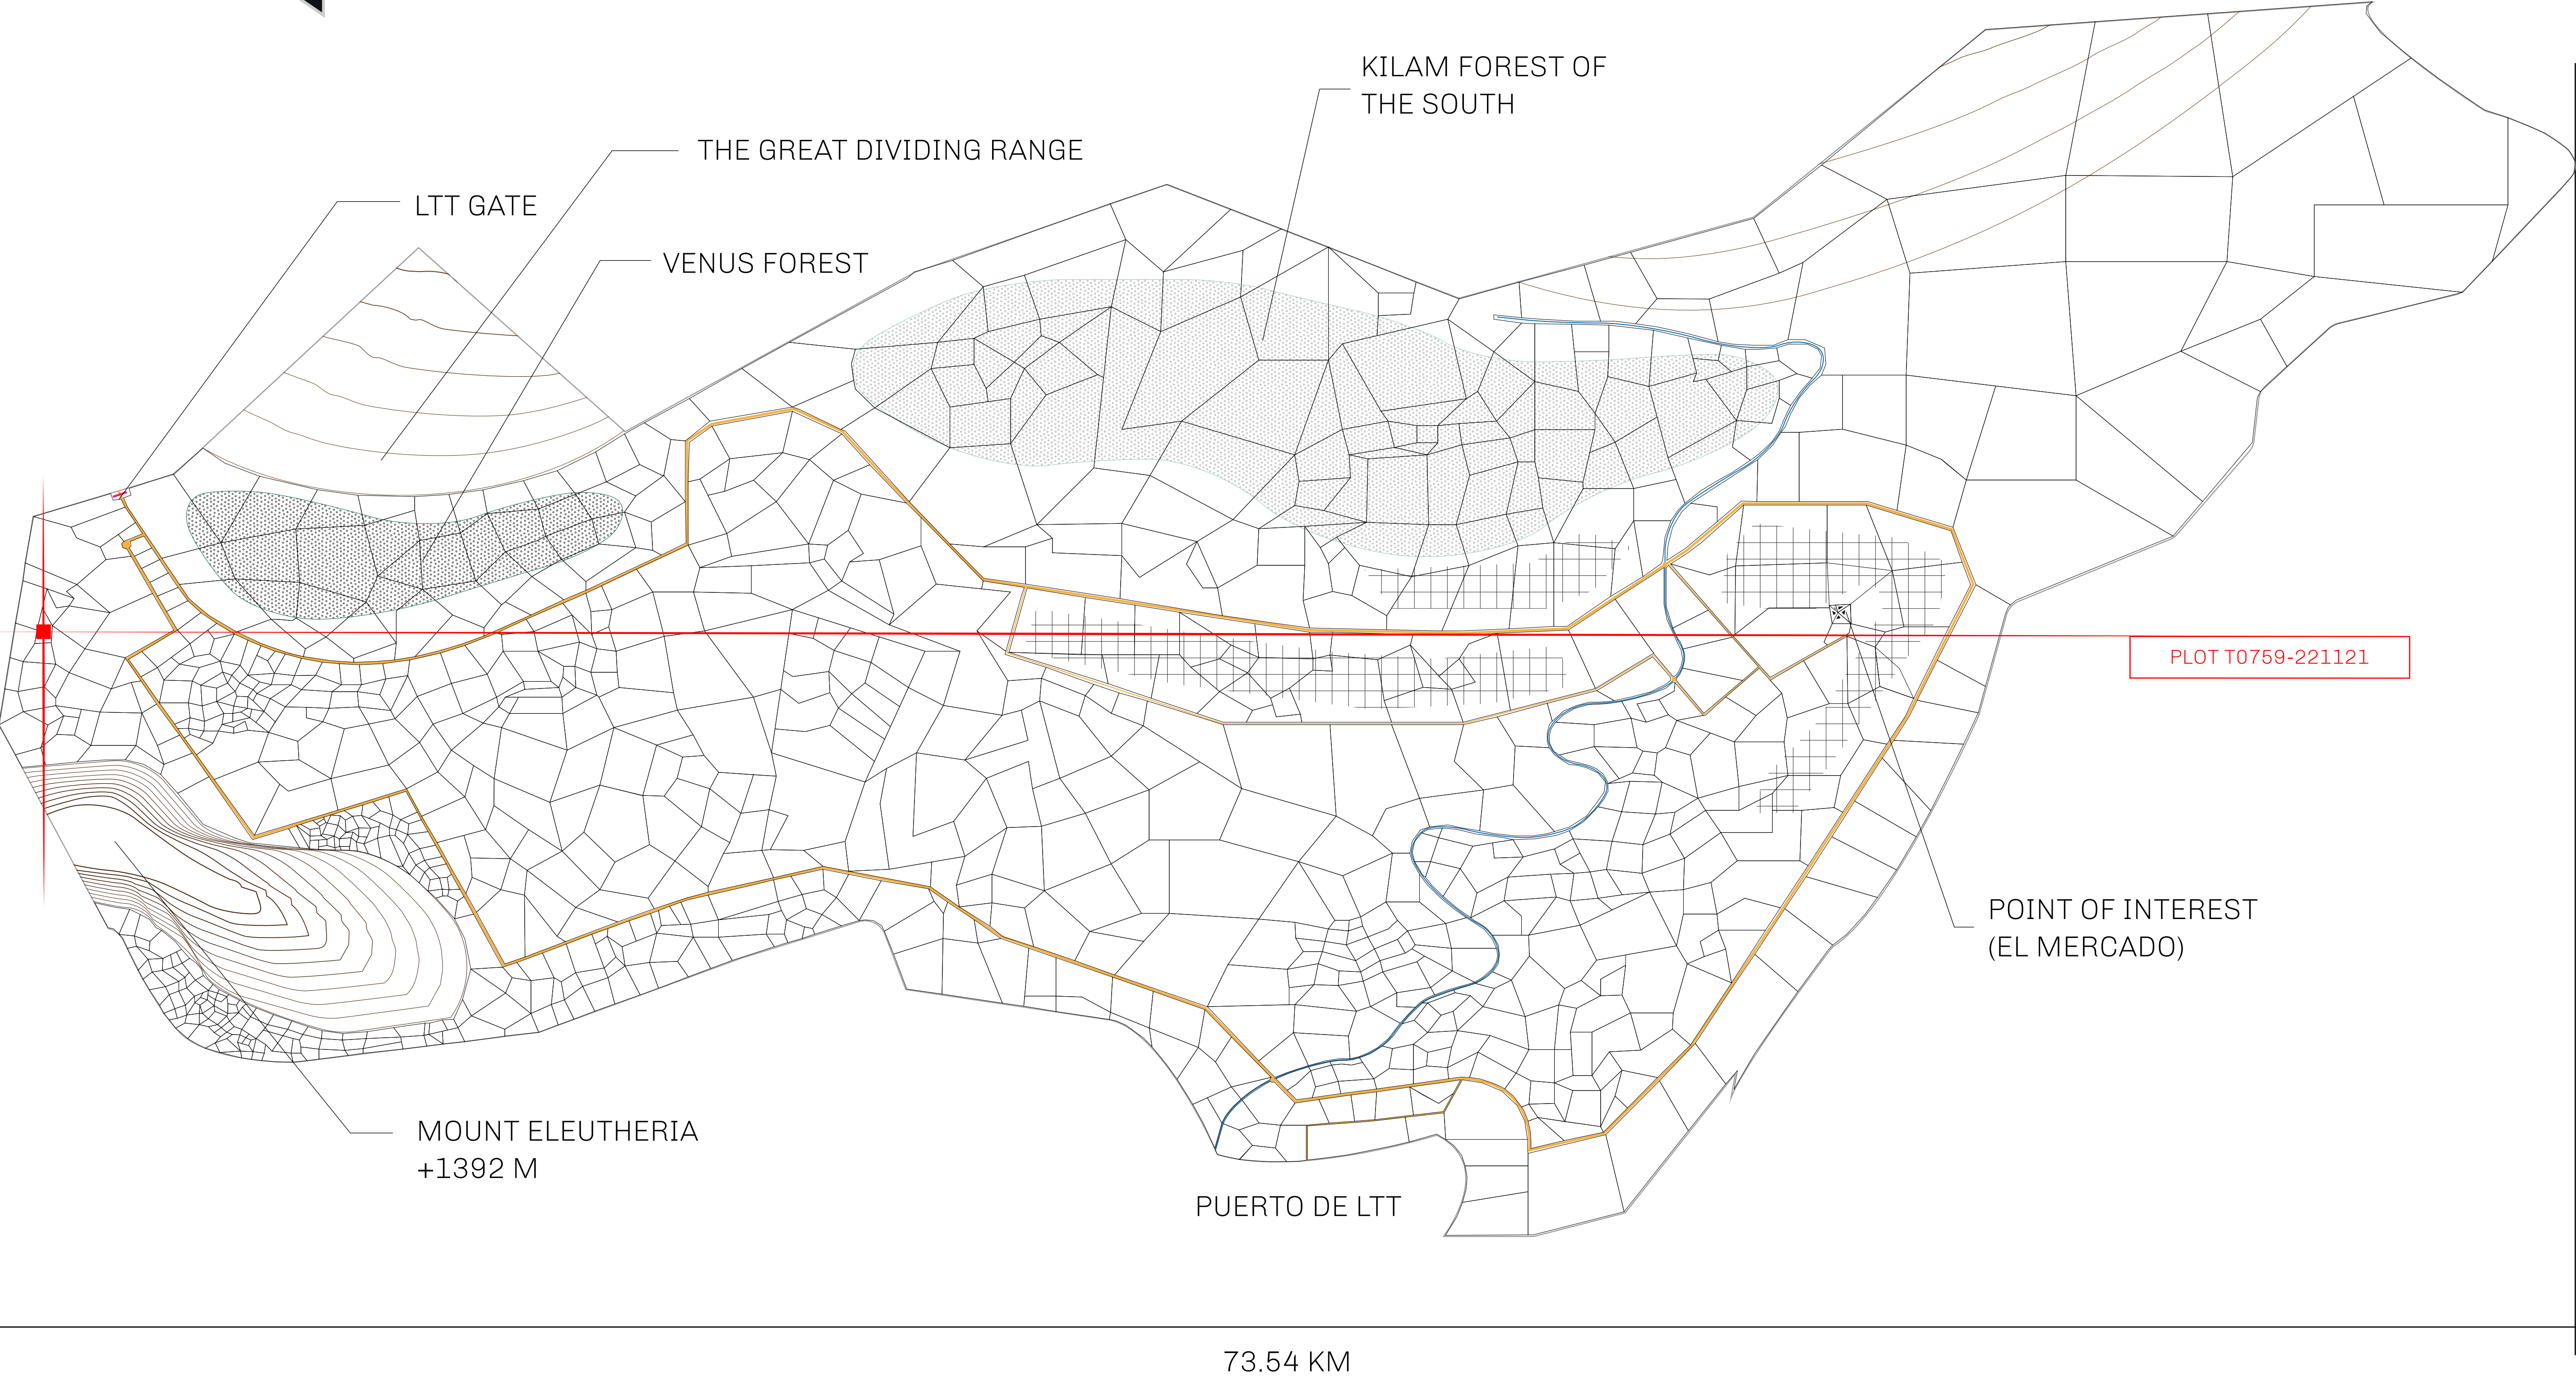 KILAM FOREST OF
THE SOUTH
THE GREAT DIVIDING RANGE
LTT GATE
VENUS FOREST
PLOT T0759-221121
POINT OF INTEREST
(EL MERCADO)
MOUNT ELEUTHERIA
+1392 M
PUERTO DE LTT
73.54 KM